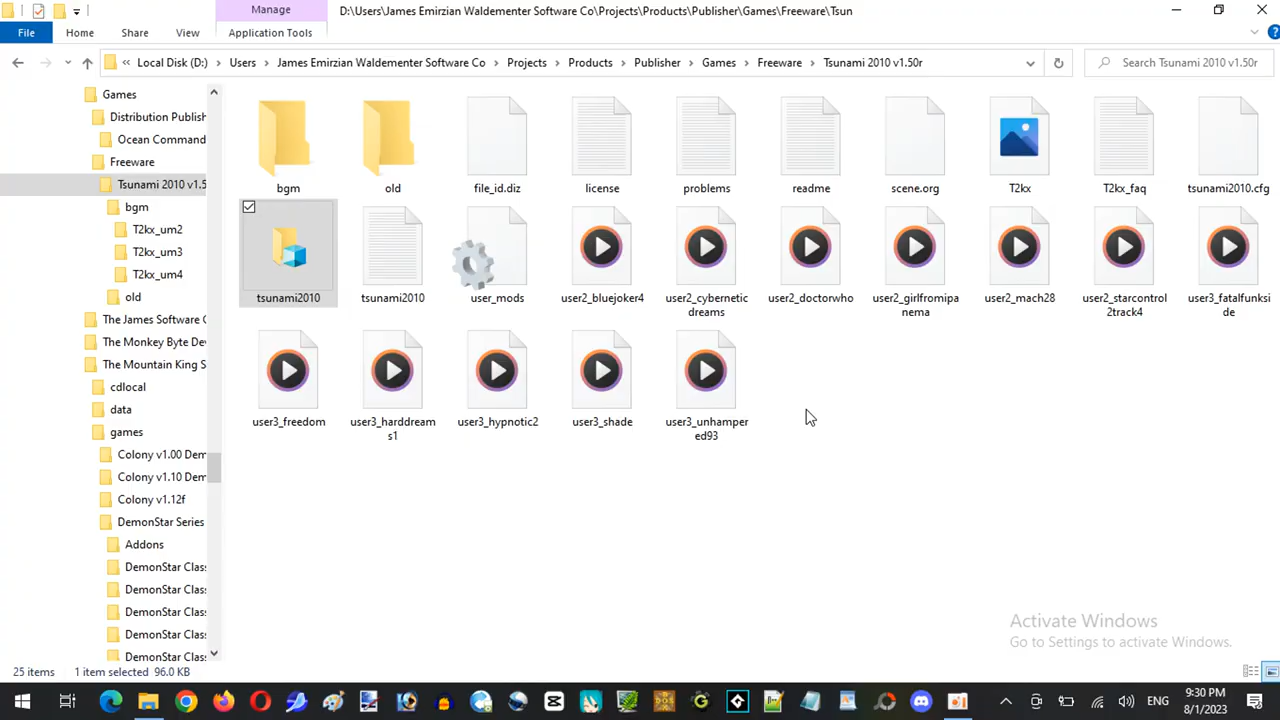 Manage
D:\Users\James Emirzian Waldementer Software Co\Projects\Products\Publisher\Games\Freeware\Tsun
File
Home
Share
View
Application Tools
?
«
Local Disk (D:)
Users
James Emirzian Waldementer Software Co
Projects
Products
Publisher
Games
Freeware
Tsunami 2010 v1.50r
Search Tsunami 2010 v1.50r
Games
Distribution Publish
Ocean Command
Freeware
Tsunami 2010 v1.5
bgm
T2kx_um2
T2kx_um3
T2kx_um4
old
The James Software C
The Monkey Byte Dev
The Mountain King S
cdlocal
data
games
Colony v1.00 Dem
Colony v1.10 Dem
Colony v1.12f
DemonStar Series
Addons
DemonStar Clas
DemonStar Clas
DemonStar Clas
DemonStar Clas
DemonStar Clas
bgm
old
file_id.diz
license
problems
readme
scene.org
T2kx
T2kx_faq
tsunami2010.cfg
tsunami2010
tsunami2010
user_mods
user2_bluejoker4
user2_cybernetic
dreams
user2_doctorwho
user2_girlfromipa
nema
user2_mach28
user2_starcontrol
2track4
user3_fatalfunksi
de
user3_freedom
user3_harddream
s1
user3_hypnotic2
user3_shade
user3_unhamper
ed93
Activate Windows
Go to Settings to activate Windows.
25 items
1 item selected 96.0 KB
ENG
9:30 PM
8/1/2023